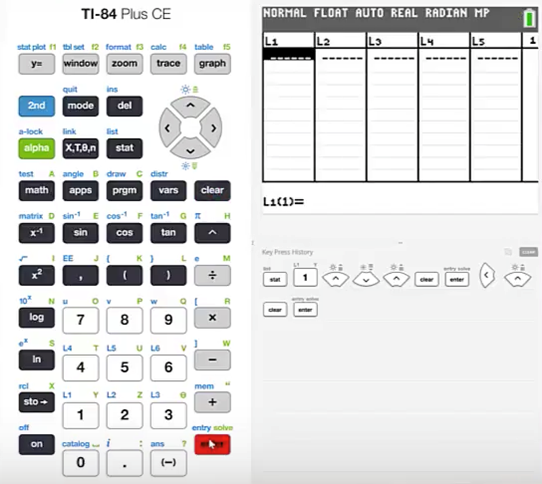 TI-84 Plus CE
stat plot f1 tbl set f2 format f3 calc f4 table f5
y= window zoom trace graph
quit ins
2nd mode del
a-lock link list
alpha X,T,θ,n stat
test A angle B draw C distr
math apps prgm vars clear
matrix D sin⁻¹ E cos⁻¹ F tan⁻¹ G π H
x⁻¹ sin cos tan ^
√ I EE J { K } L e M
x² , ( ) ÷
10ˣ N u O v P w Q [ R
log 7 8 9 ×
eˣ S L4 T L5 U L6 V ] W
ln 4 5 6 −
rcl X L1 Y L2 Z L3 θ mem "
sto→ 1 2 3 +
off catalog i : ans ? entry solve
on 0 . (−)
NORMAL FLOAT AUTO REAL RADIAN MP
L1 L2 L3 L4 L5 1
------ ------ ------ ------ ------
L1(1)=
Key Press History
list L1 Y entry solve
stat 1 clear enter
entry solve
clear enter